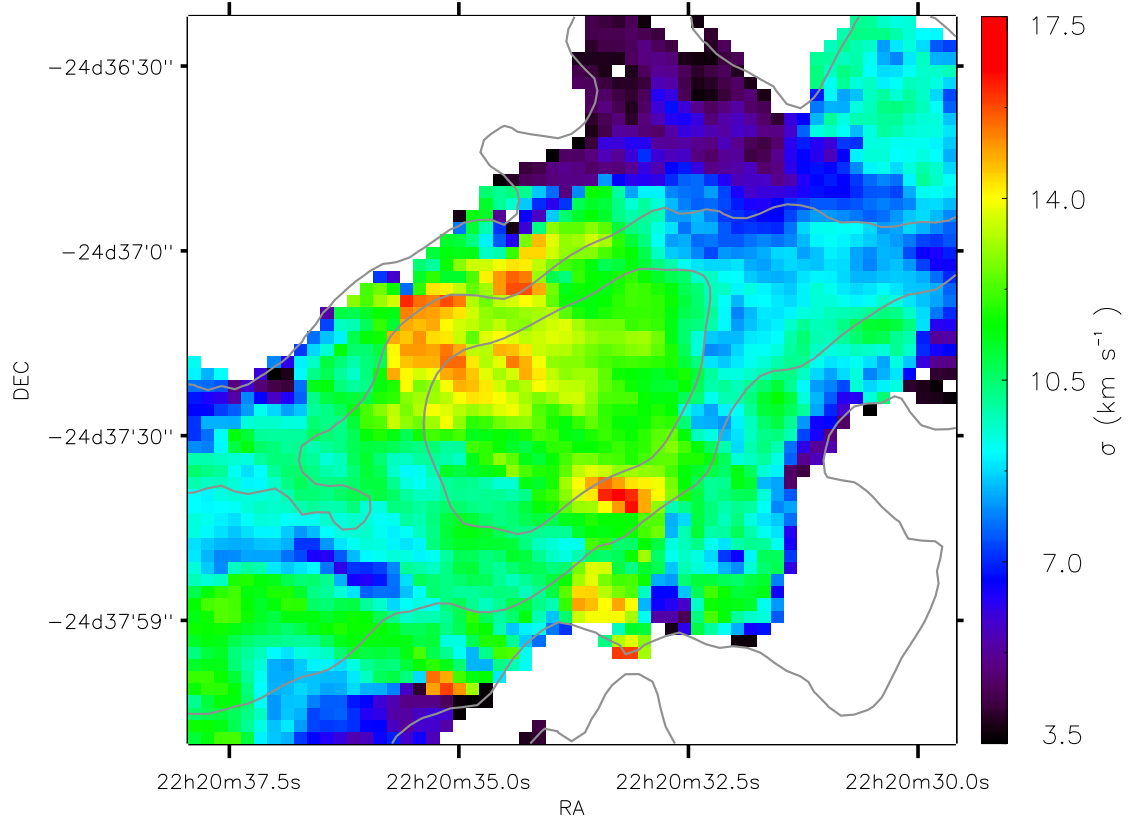 17.5
-24d36'30''
14.0
-24d37'0''
10.5
σ (km s⁻¹)
DEC
-24d37'30''
7.0
-24d37'59''
3.5
22h20m37.5s 22h20m35.0s 22h20m32.5s 22h20m30.0s
RA